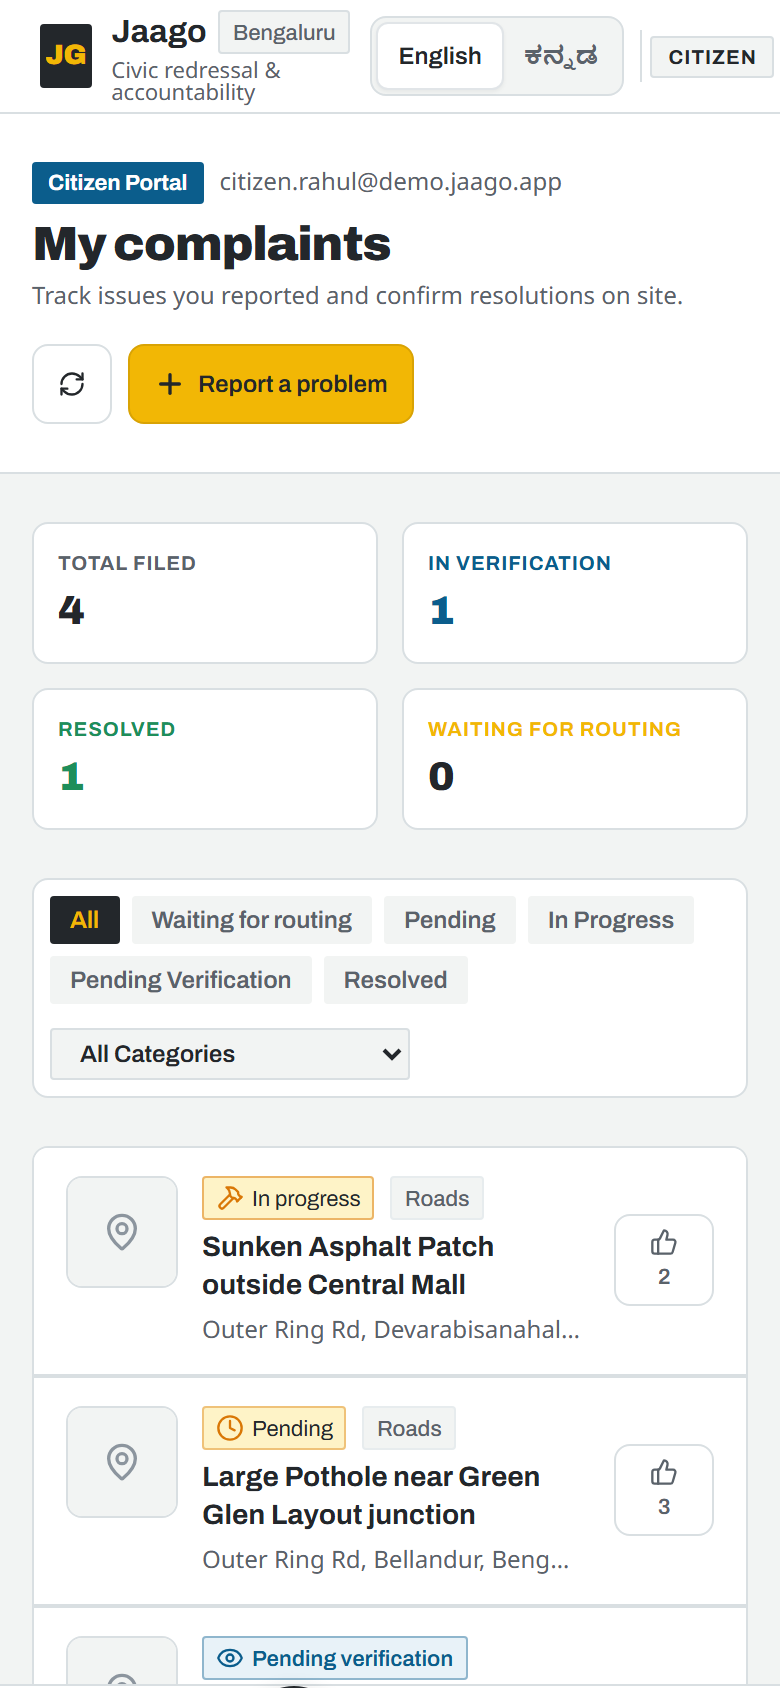 JG
Jaago
Bengaluru
Civic redressal &
accountability
English
ಕನ್ನಡ
CITIZEN
Citizen Portal
citizen.rahul@demo.jaago.app
My complaints
Track issues you reported and confirm resolutions on site.
Report a problem
TOTAL FILED
4
IN VERIFICATION
1
RESOLVED
1
WAITING FOR ROUTING
0
All
Waiting for routing
Pending
In Progress
Pending Verification
Resolved
All Categories
In progress
Roads
Sunken Asphalt Patch
outside Central Mall
Outer Ring Rd, Devarabisanahal...
2
Pending
Roads
Large Pothole near Green
Glen Layout junction
Outer Ring Rd, Bellandur, Beng...
3
Pending verification